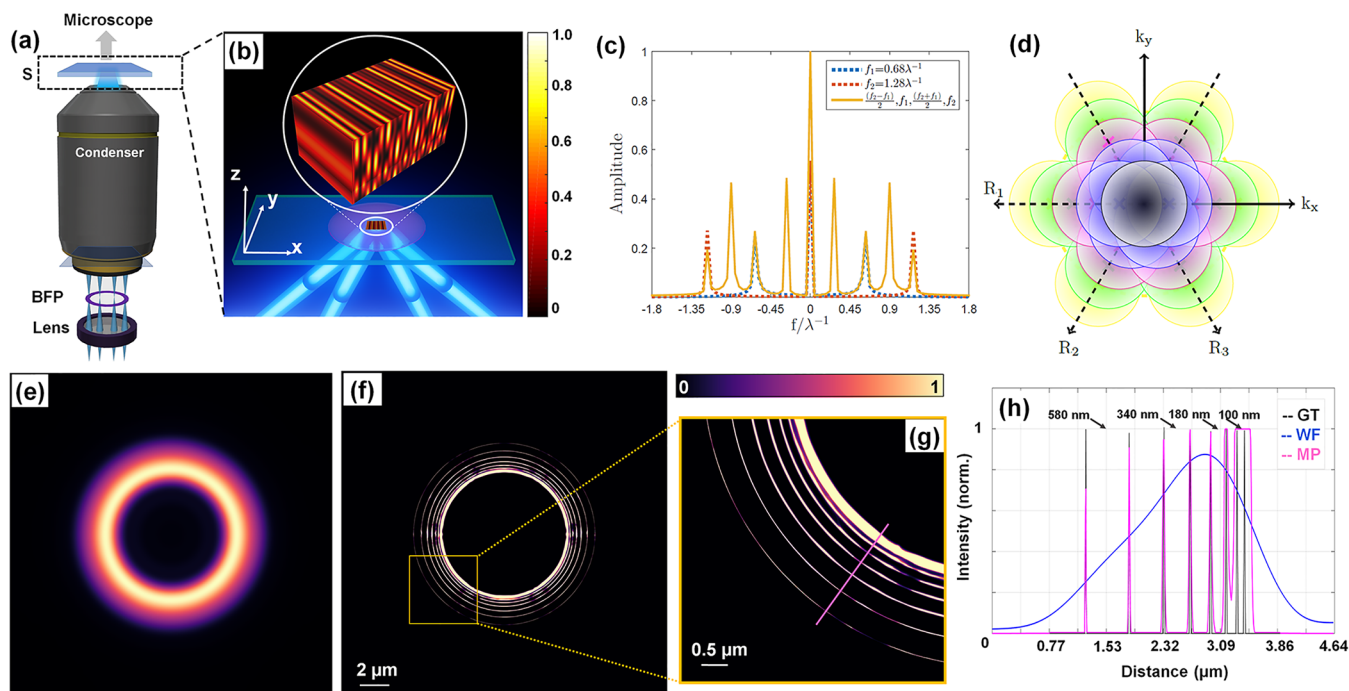 (a)
Microscope
S
Condenser
BFP
Lens
(b)
z
y
x
1.0
0.8
0.6
0.4
0.2
0
(c)
Amplitude
1
0.8
0.6
0.4
0.2
f₁=0.68λ⁻¹
f₂=1.28λ⁻¹
(f₂−f₁)/2, f₁, (f₂+f₁)/2, f₂
-1.8 -1.35 -0.9 -0.45 0 0.45 0.9 1.35 1.8
f/λ⁻¹
(d)
k_y
k_x
R₁
R₂
R₃
(e)
(f)
2 μm
0 1
(g)
0.5 μm
(h)
580 nm 340 nm 180 nm 100 nm
GT
WF
MP
Intensity (norm.)
1
0
0 0.77 1.53 2.32 3.09 3.86 4.64
Distance (μm)